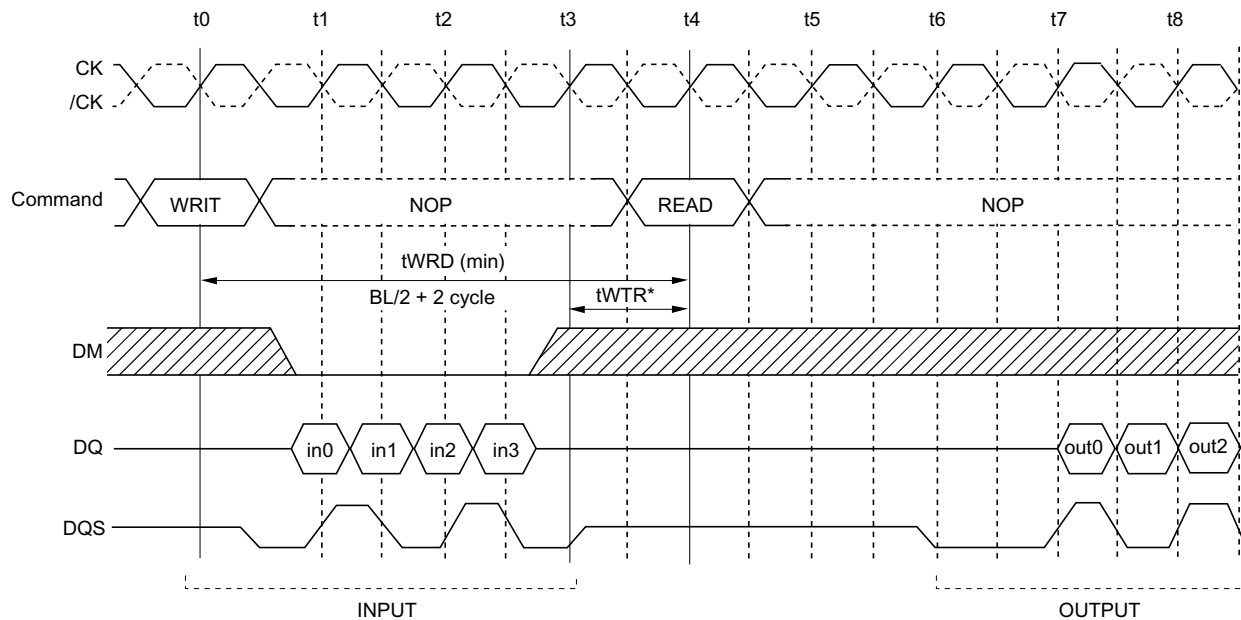 t0 t1 t2 t3 t4 t5 t6 t7 t8
CK
/CK
Command WRIT NOP READ NOP
tWRD (min)
BL/2 + 2 cycle tWTR*
DM
DQ in0 in1 in2 in3 out0 out1 out2
DQS
INPUT OUTPUT